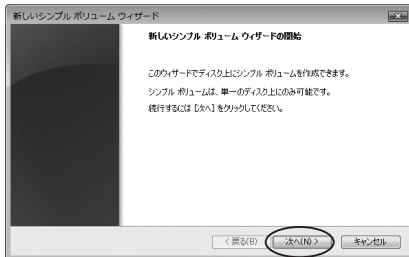 新しいシンプル ボリューム ウィザード
新しいシンプル ボリューム ウィザードの開始
このウィザードでディスク上にシンプル ボリュームを作成できます。
シンプル ボリュームは、単一のディスク上にのみ可能です。
続行するには [次へ] をクリックしてください。
< 戻る(B) 次へ(N) > キャンセル